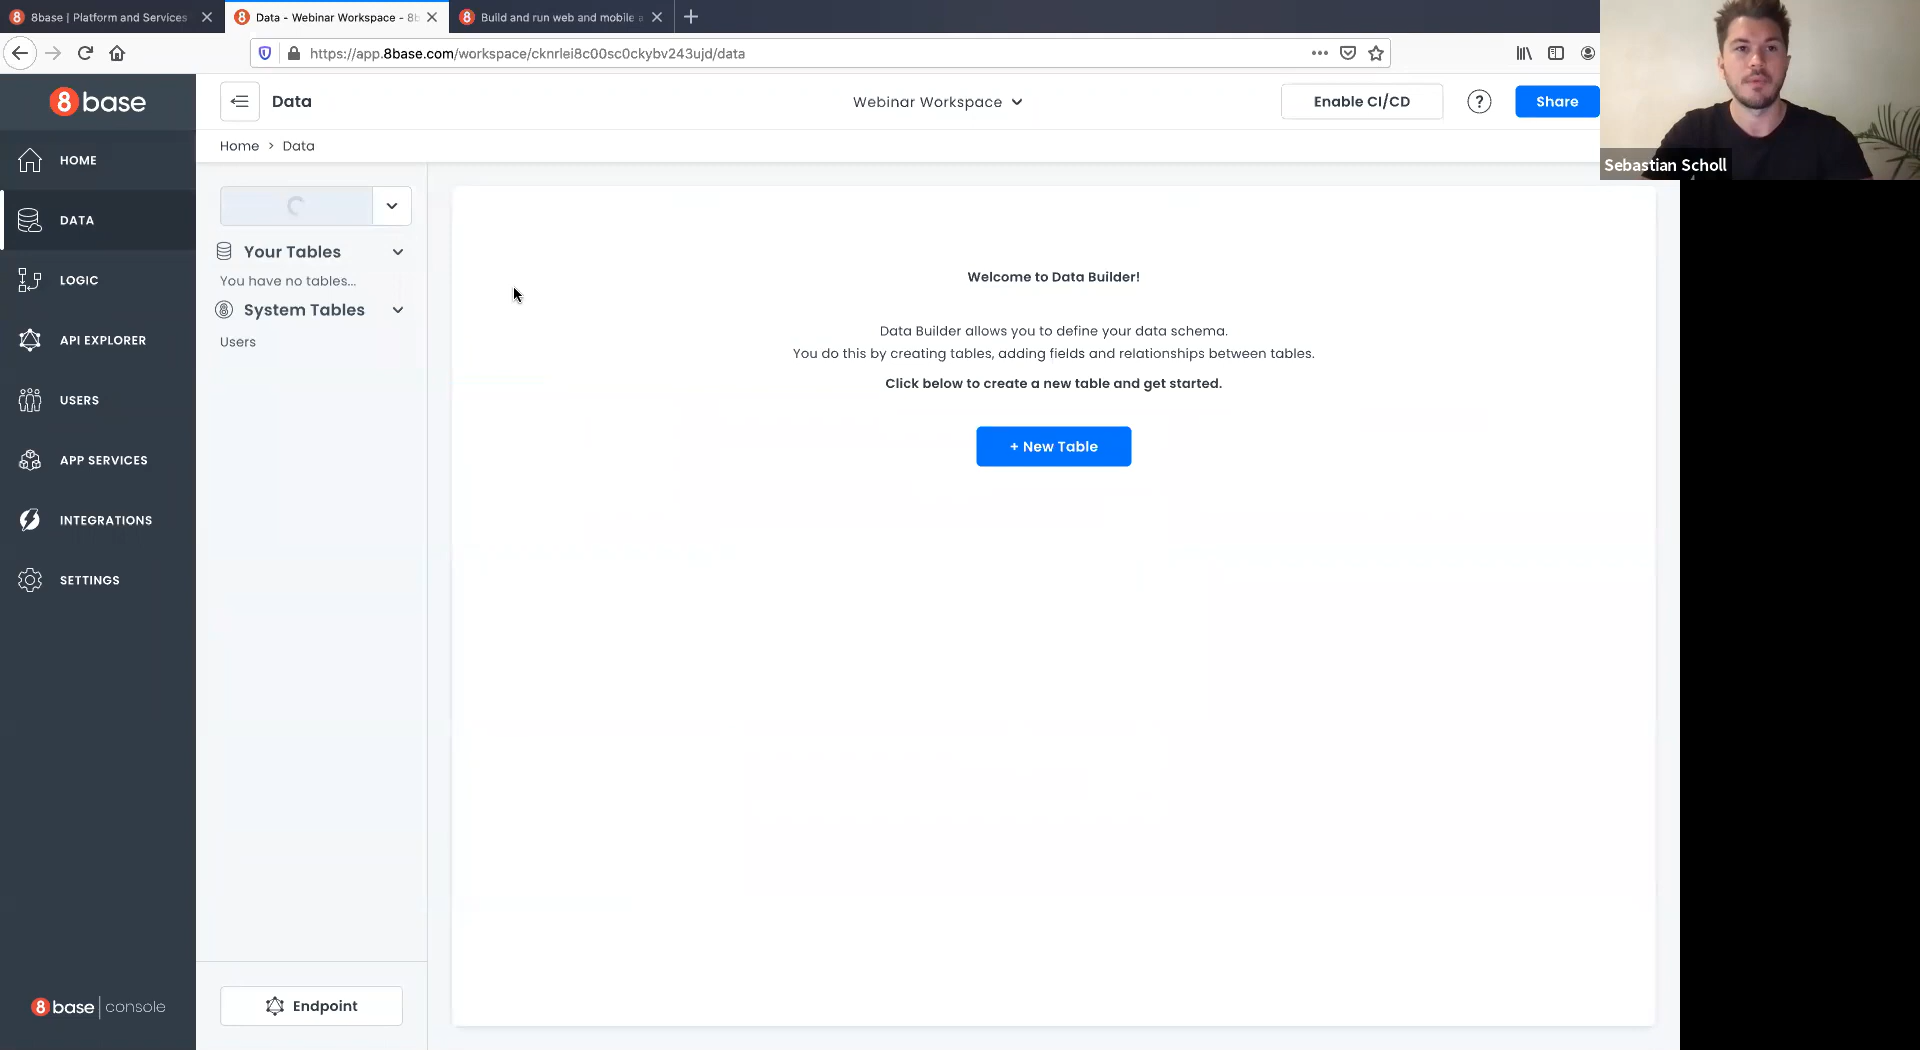 8base | Platform and Services
Data - Webinar Workspace - 8b
Build and run web and mobile a
https://app.8base.com/workspace/cknrlei8c00sc0ckybv243ujd/data
8base
Data
Webinar Workspace
Enable CI/CD
?
Share
Home > Data
Sebastian Scholl
HOME
DATA
LOGIC
API EXPLORER
USERS
APP SERVICES
INTEGRATIONS
SETTINGS
Your Tables
You have no tables...
System Tables
Users
Welcome to Data Builder!
Data Builder allows you to define your data schema.
You do this by creating tables, adding fields and relationships between tables.
Click below to create a new table and get started.
+ New Table
8base | console
Endpoint